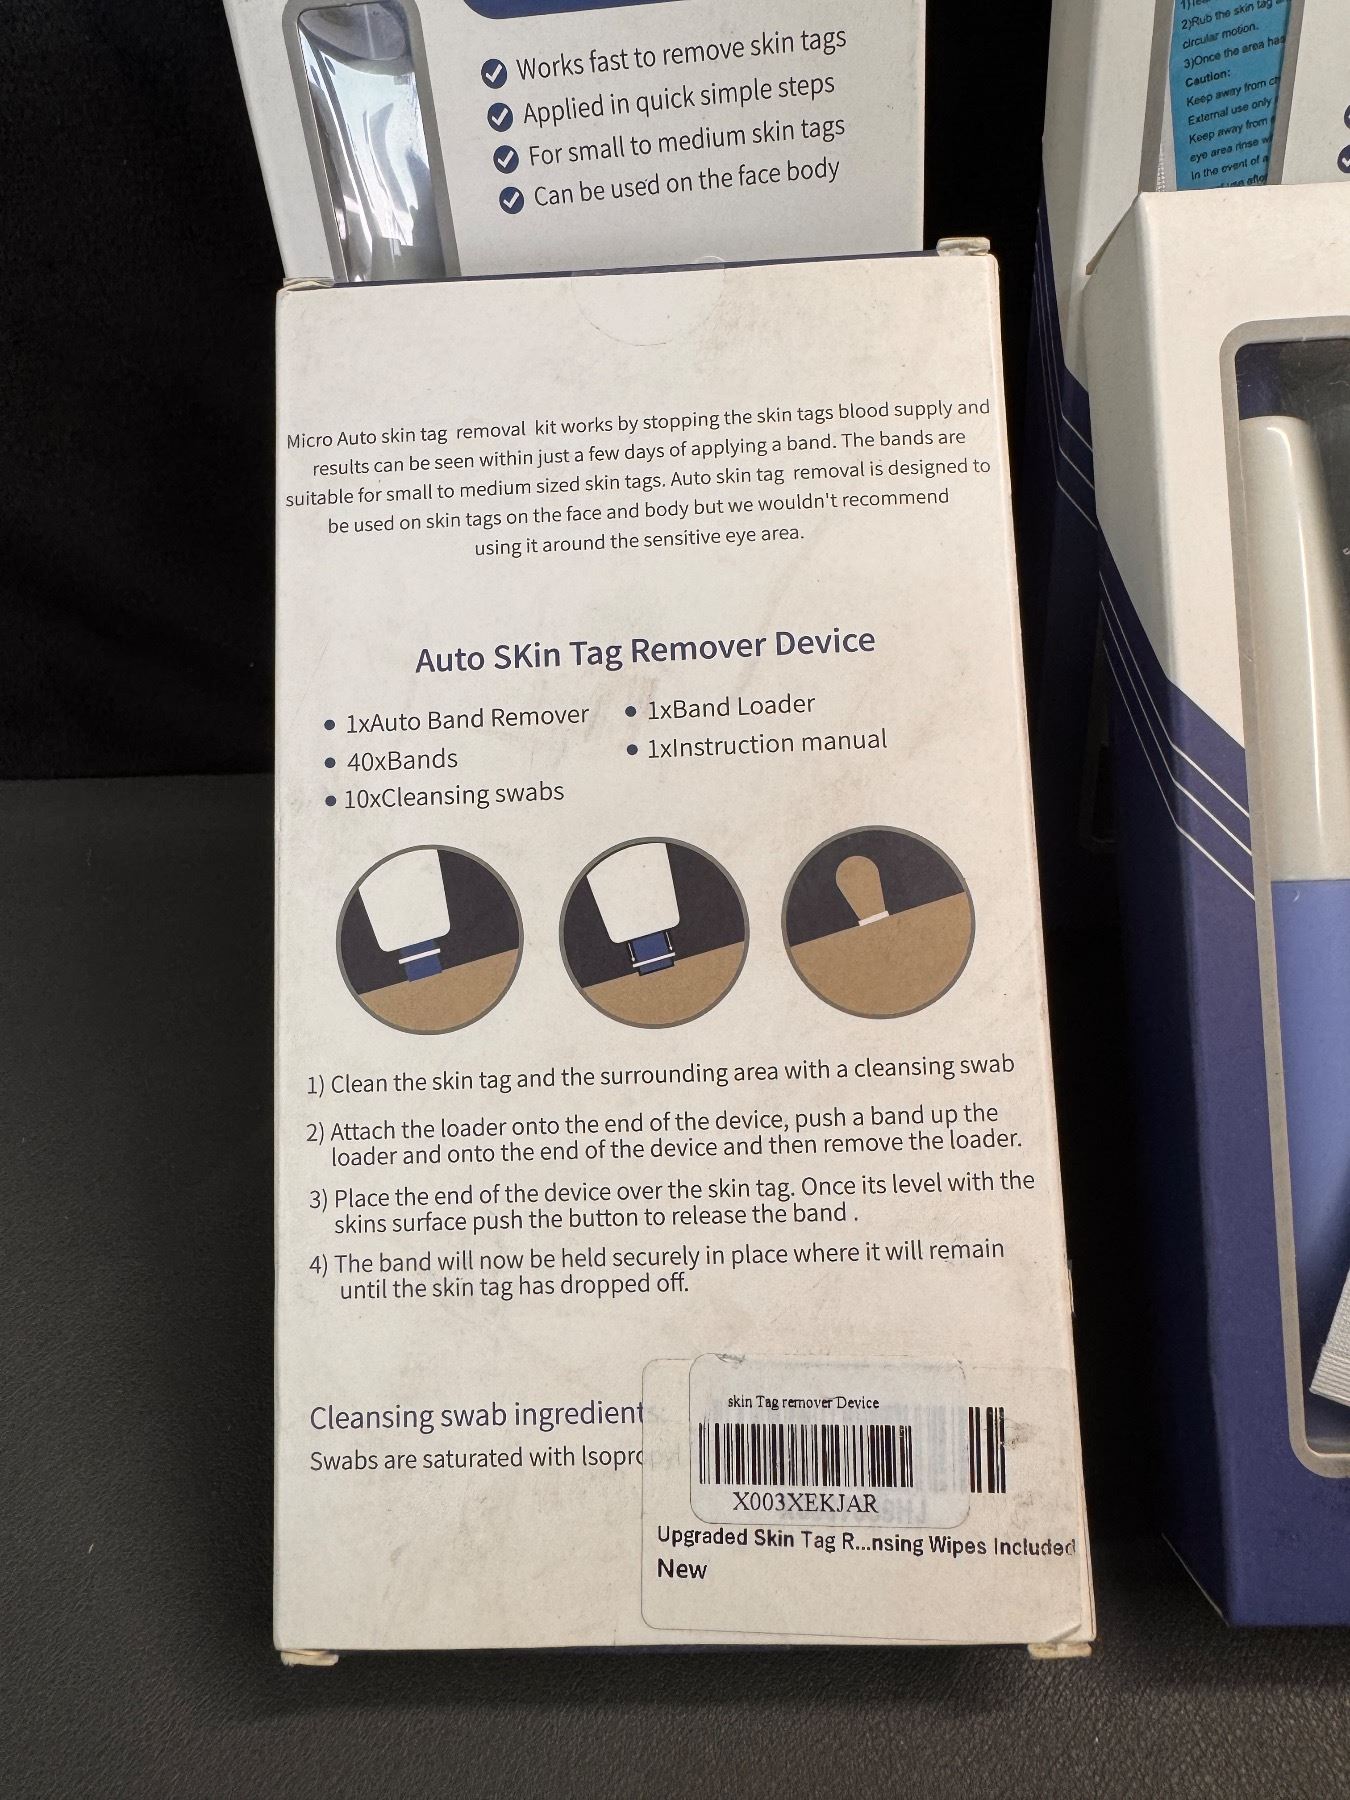 Works fast to remove skin tags
Applied in quick simple steps
For small to medium skin tags
Can be used on the face body
2)Rub the skin tag
circular motion.
3)Once the area has
Caution:
Keep away from
External use only
Keep away from
eye area rinse
In the event of a
Micro Auto skin tag removal kit works by stopping the skin tags blood supply and
results can be seen within just a few days of applying a band. The bands are
suitable for small to medium sized skin tags. Auto skin tag removal is designed to
be used on skin tags on the face and body but we wouldn't recommend
using it around the sensitive eye area.
Auto SKin Tag Remover Device
• 1xAuto Band Remover
• 40xBands
• 10xCleansing swabs
• 1xBand Loader
• 1xInstruction manual
1) Clean the skin tag and the surrounding area with a cleansing swab
2) Attach the loader onto the end of the device, push a band up the
loader and onto the end of the device and then remove the loader.
3) Place the end of the device over the skin tag. Once its level with the
skins surface push the button to release the band .
4) The band will now be held securely in place where it will remain
until the skin tag has dropped off.
Cleansing swab ingredient
Swabs are saturated with Isopropyl
skin Tag remover Device
X003XEKJAR
Upgraded Skin Tag R...nsing Wipes Included
New